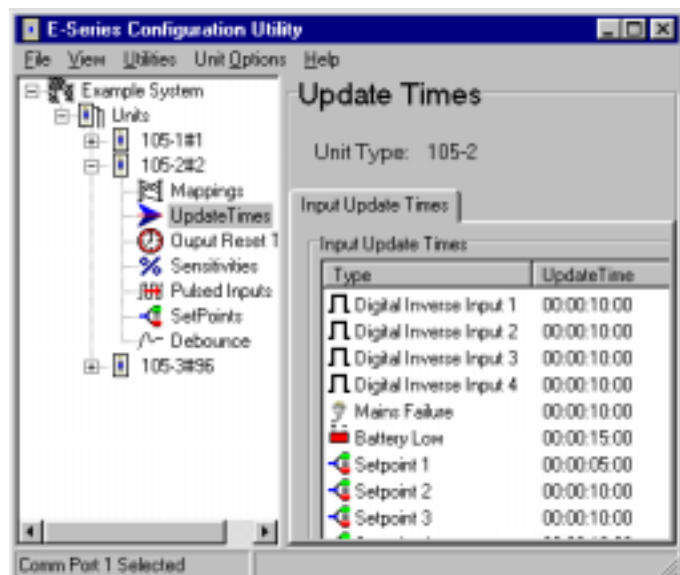 E-Series Configuration Utility
File View Utilities Unit Options Help
Example System
Units
105-1#1
105-2#2
Mappings
UpdateTimes
Ouput Reset 1
Sensitivities
Pulsed Inputs
SetPoints
Debounce
105-3#96
Update Times
Unit Type: 105-2
Input Update Times
Input Update Times
Type UpdateTime
Digital Inverse Input 1 00:00:10:00
Digital Inverse Input 2 00:00:10:00
Digital Inverse Input 3 00:00:10:00
Digital Inverse Input 4 00:00:10:00
Mains Failure 00:00:10:00
Battery Low 00:00:15:00
Setpoint 1 00:00:05:00
Setpoint 2 00:00:10:00
Setpoint 3 00:00:10:00
Comm Port 1 Selected